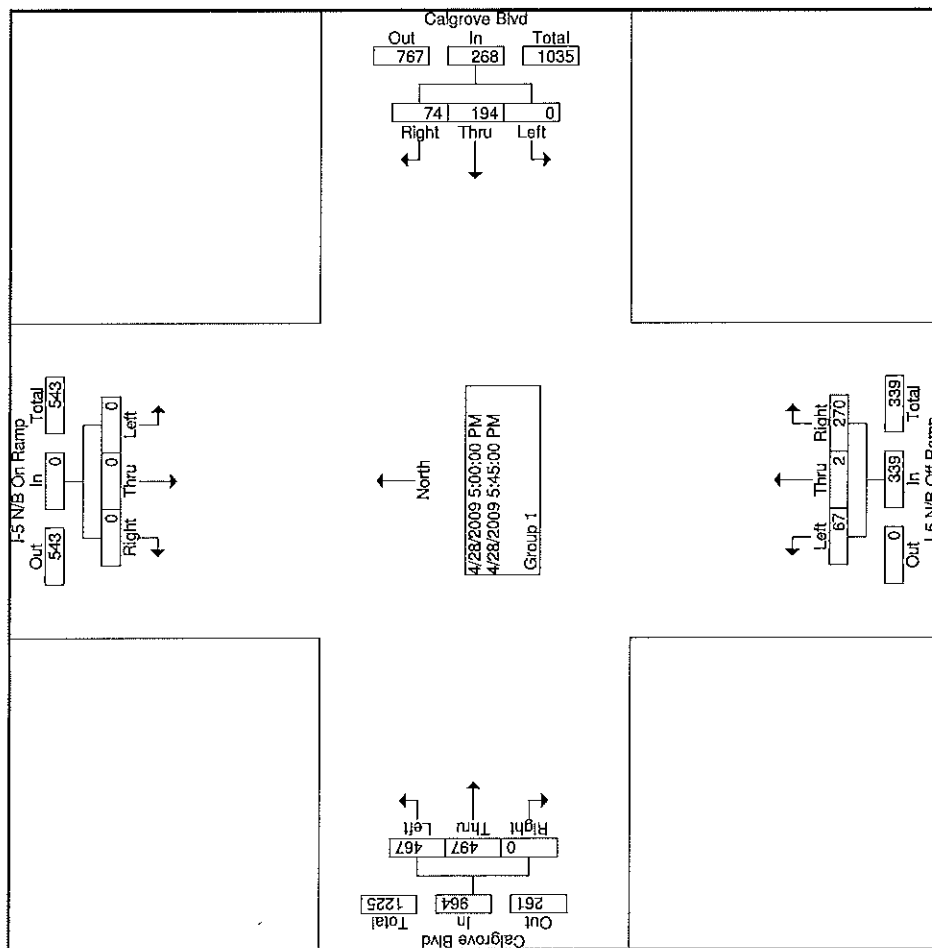 Calgrove Blvd
Out In Total
767 268 1035
74 194 0
Right Thru Left
I-5 N/B On Ramp
Out In Total
543 0 543
0 0 0
Right Thru Left
North
4/28/2009 5:00:00 PM
4/28/2009 5:45:00 PM
Group 1
Left Thru Right
67 2 270
0 339 339
Out In Total
I-5 N/B Off Ramp
Left Thru Right
467 497 0
1225 964 261
Total In Out
Calgrove Blvd